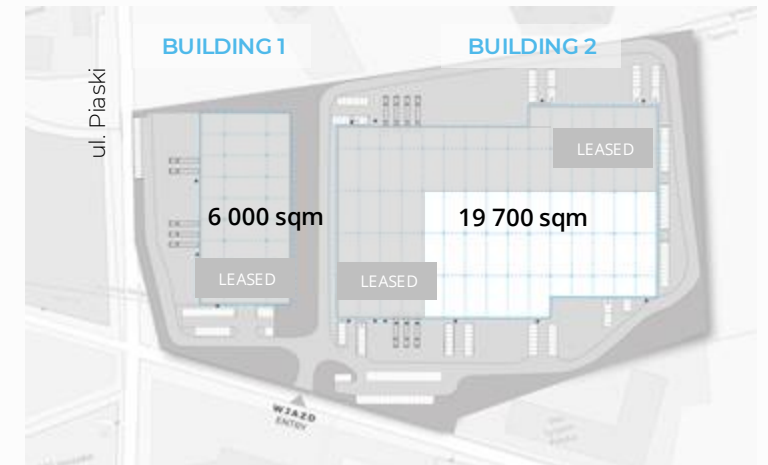 BUILDING 1
BUILDING 2
ul. Piaski
LEASED
6 000 sqm
19 700 sqm
LEASED
LEASED
WJAZD
ENTRY